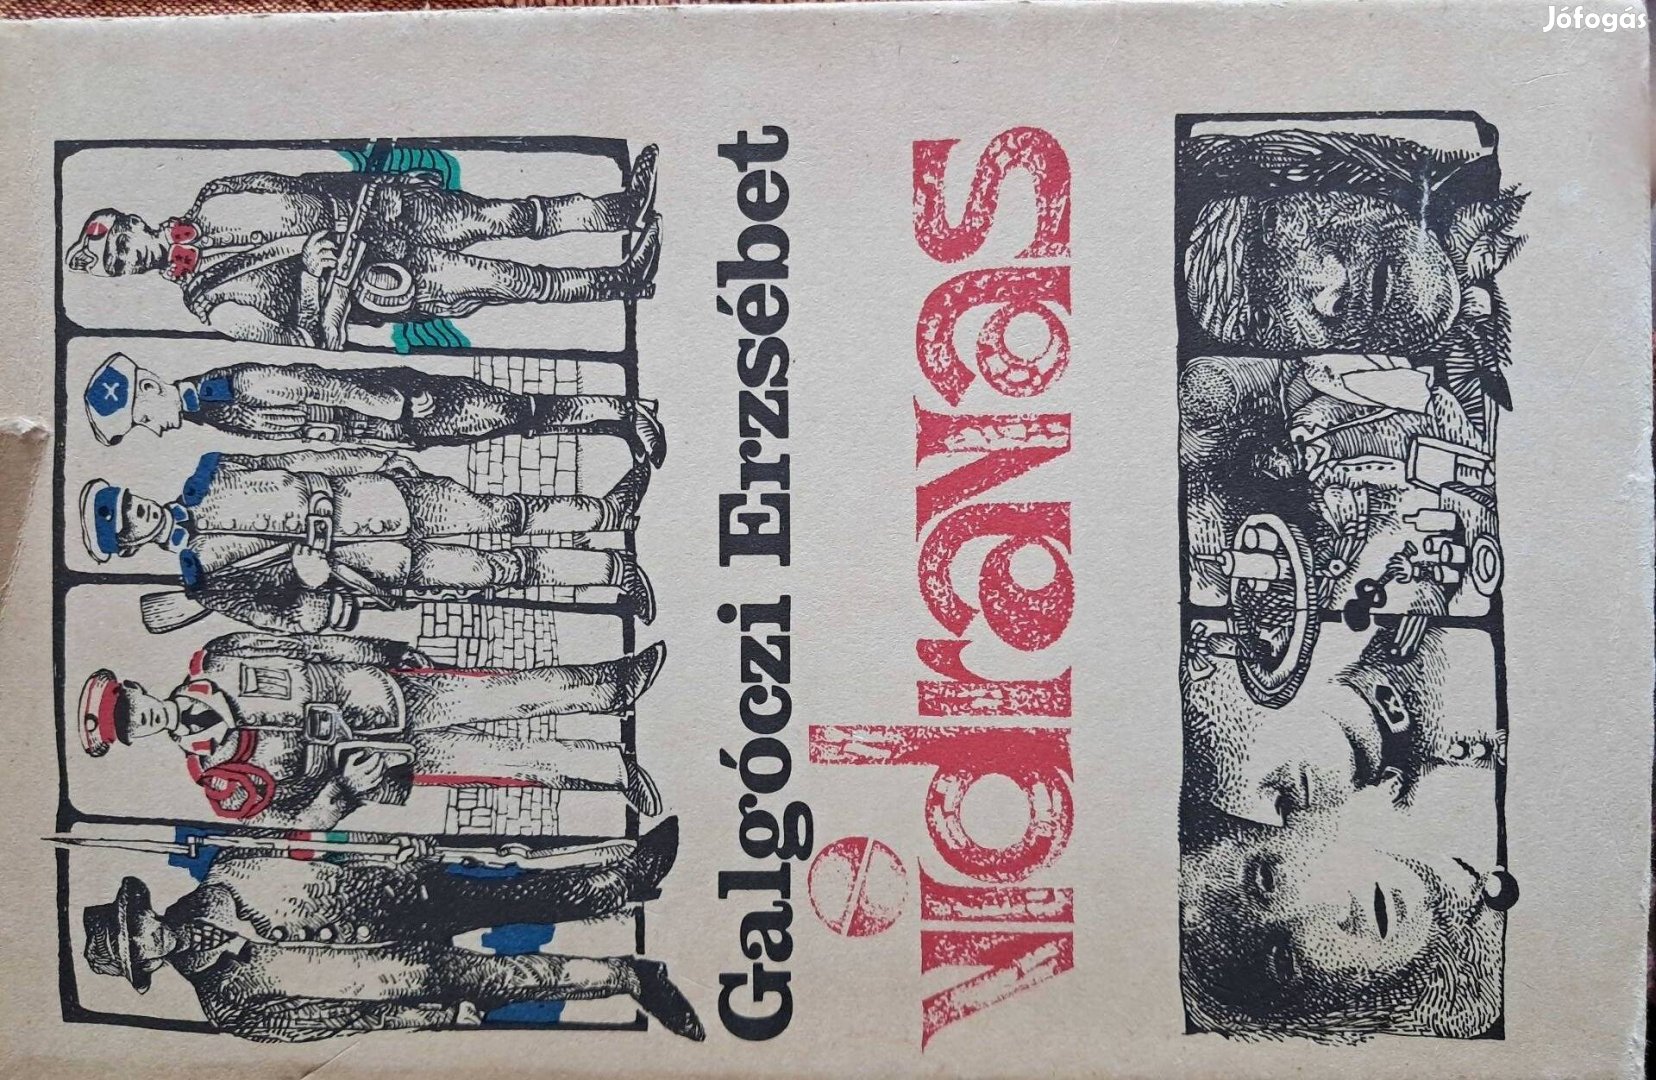 Galgóczi Erzsébet
vidravas
Jófogás